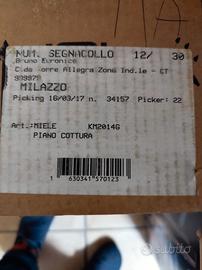 NUM. SEGNACOLLO 12/ 30
Bruno Euronics
C.da Torre Allegra Zona Ind.le - CT
999979
MILAZZO
Picking 16/03/17 n. 34157 Picker: 22
Art.: MIELE KM2014G
PIANO COTTURA
1 630341 570123
subito